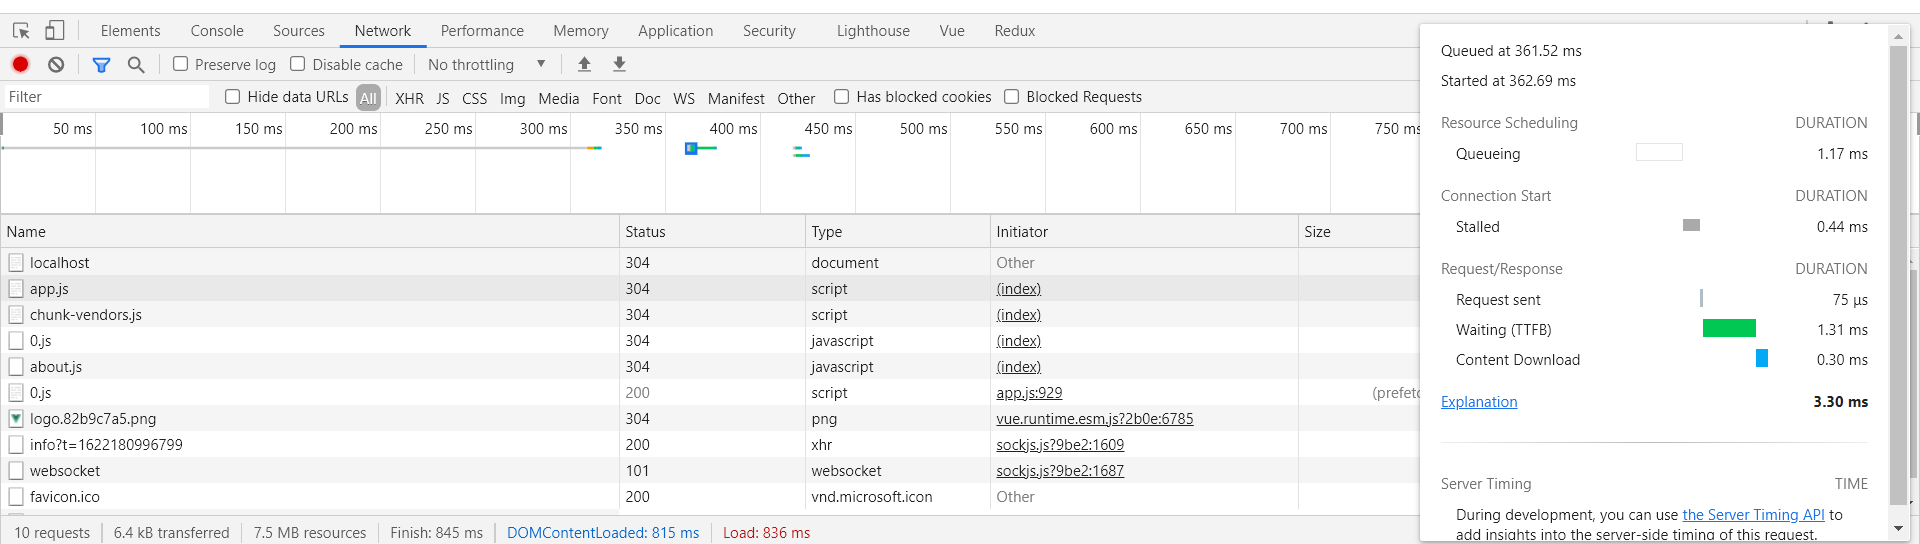 Elements Console Sources Network Performance Memory Application Security Lighthouse Vue Redux
Preserve log Disable cache No throttling
Filter Hide data URLs All XHR JS CSS Img Media Font Doc WS Manifest Other Has blocked cookies Blocked Requests
50 ms 100 ms 150 ms 200 ms 250 ms 300 ms 350 ms 400 ms 450 ms 500 ms 550 ms 600 ms 650 ms 700 ms 750 ms
Name Status Type Initiator Size
localhost 304 document Other
app.js 304 script (index)
chunk-vendors.js 304 script (index)
0.js 304 javascript (index)
about.js 304 javascript (index)
0.js 200 script app.js:929 (prefetc
logo.82b9c7a5.png 304 png vue.runtime.esm.js?2b0e:6785
info?t=1622180996799 200 xhr sockjs.js?9be2:1609
websocket 101 websocket sockjs.js?9be2:1687
favicon.ico 200 vnd.microsoft.icon Other
10 requests 6.4 kB transferred 7.5 MB resources Finish: 845 ms DOMContentLoaded: 815 ms Load: 836 ms
Queued at 361.52 ms
Started at 362.69 ms
Resource Scheduling DURATION
Queueing 1.17 ms
Connection Start DURATION
Stalled 0.44 ms
Request/Response DURATION
Request sent 75 µs
Waiting (TTFB) 1.31 ms
Content Download 0.30 ms
Explanation 3.30 ms
Server Timing TIME
During development, you can use the Server Timing API to
add insights into the server-side timing of this request.